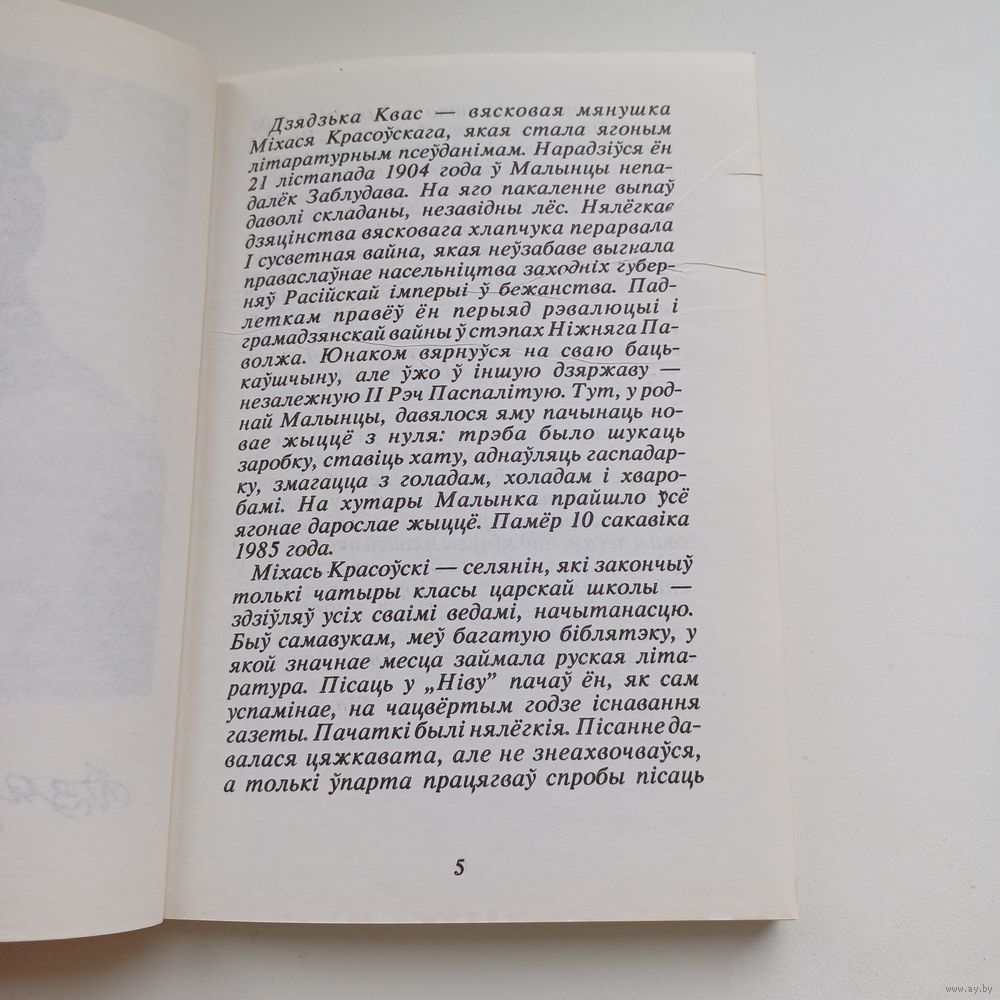 Дзядзька Квас — вясковая мянушка
Міхася Красоўскага, якая стала ягоным
літаратурным псеўданімам. Нарадзіўся ён
21 лістапада 1904 года ў Малынцы непа-
далёк Заблудава. На яго пакаленне выпаў
даволі складаны, незавідны лёс. Нялёгкае
дзяцінства вясковага хлапчука перарвала
І сусветная вайна, якая неўзабаве выгнала
праваслаўнае насельніцтва заходніх губер-
няў Расійскай імперыі ў бежанства. Пад-
леткам правёў ён перыяд рэвалюцыі і
грамадзянскай вайны ў стэпах Ніжняга Па-
волжа. Юнаком вярнуўся на сваю баць-
каўшчыну, але ўжо ў іншую дзяржаву —
незалежную ІІ Рэч Паспалітую. Тут, у род-
най Малынцы, давялося яму пачынаць но-
вае жыццё з нуля: трэба было шукаць
заробку, ставіць хату, аднаўляць гаспадар-
ку, змагацца з голадам, холадам і хваро-
бамі. На хутары Малынка прайшло ўсё
ягонае дарослае жыццё. Памёр 10 сакавіка
1985 года.
Міхась Красоўскі — селянін, які закончыў
толькі чатыры класы царскай школы —
здзіўляў усіх сваімі ведамі, начытанасцю.
Быў самавукам, меў багатую біблятэку, у
якой значнае месца займала руская літа-
ратура. Пісаць у „Ніву” пачаў ён, як сам
успамінае, на чацвёртым годзе існавання
газеты. Пачаткі былі нялёгкія. Пісанне да-
валася цяжкавата, але не знеахвочваўся,
а толькі ўпарта працягваў спробы пісаць
5
www.ay.by